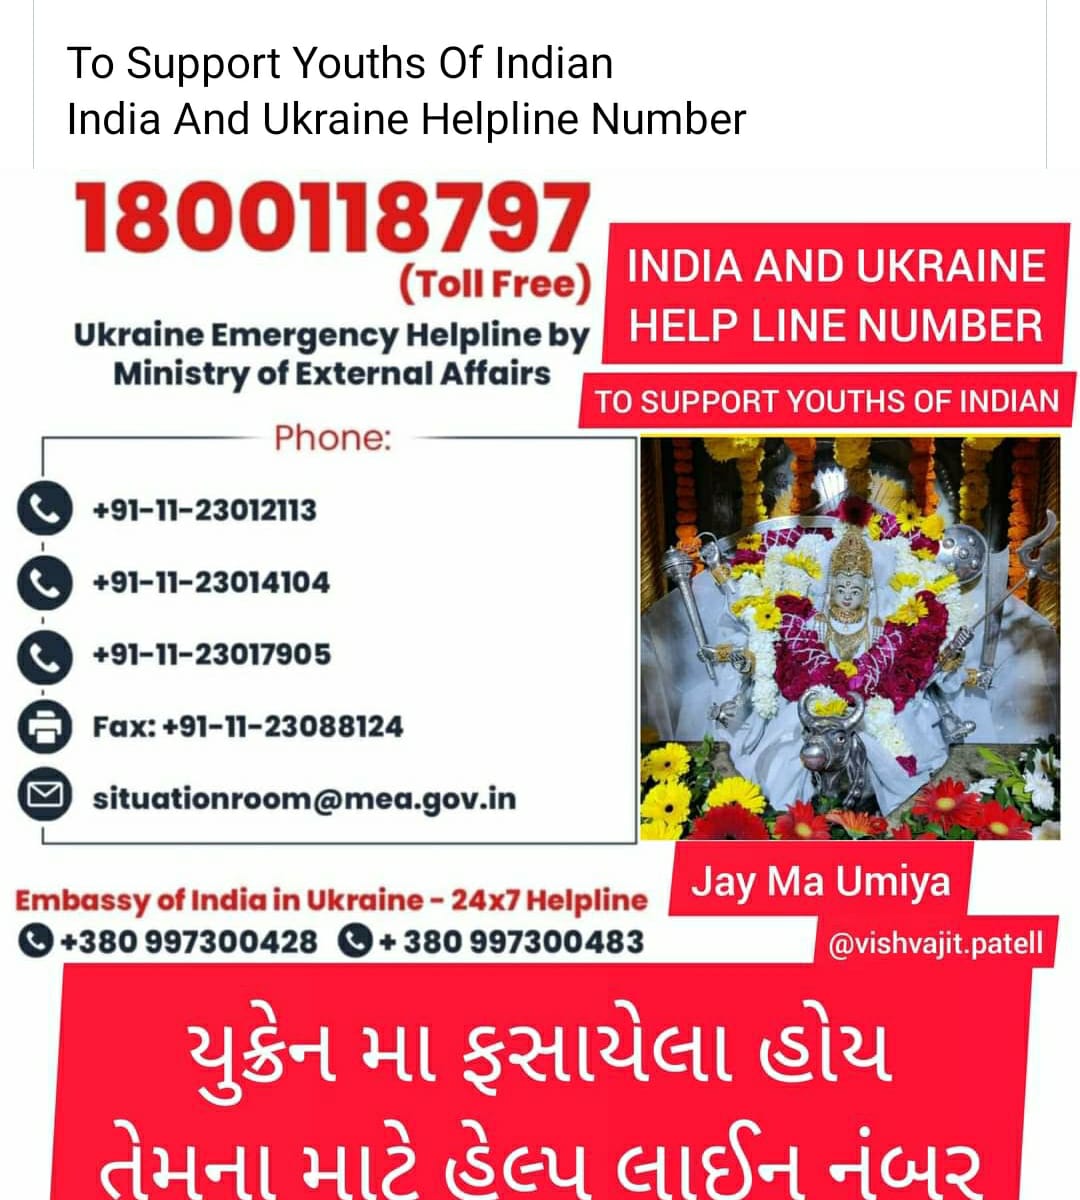 To Support Youths Of Indian
India And Ukraine Helpline Number
1800118797
(Toll Free)
Ukraine Emergency Helpline by
Ministry of External Affairs
INDIA AND UKRAINE
HELP LINE NUMBER
TO SUPPORT YOUTHS OF INDIAN
Phone:
+91-11-23012113
+91-11-23014104
+91-11-23017905
Fax: +91-11-23088124
situationroom@mea.gov.in
Embassy of India in Ukraine - 24x7 Helpline
+380 997300428 + 380 997300483
Jay Ma Umiya
@vishvajit.patell
યુક્રેન મા ફસાયેલા હોય
તેમના માટે હેલ્પ લાઈન નંબર